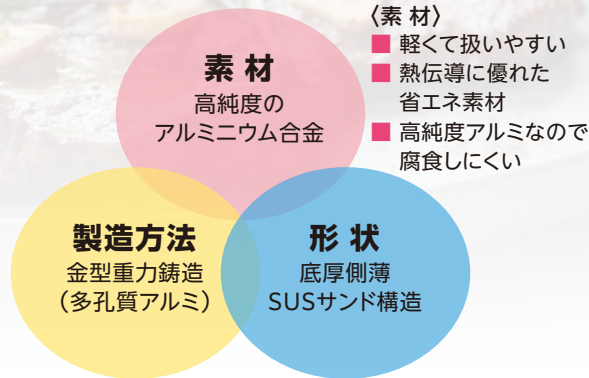 素 材
高純度の
アルミニウム合金
〈素 材〉
■ 軽くて扱いやすい
■ 熱伝導に優れた
省エネ素材
■ 高純度アルミなので
腐食しにくい
製造方法
金型重力鋳造
（多孔質アルミ）
形 状
底厚側薄
SUSサンド構造